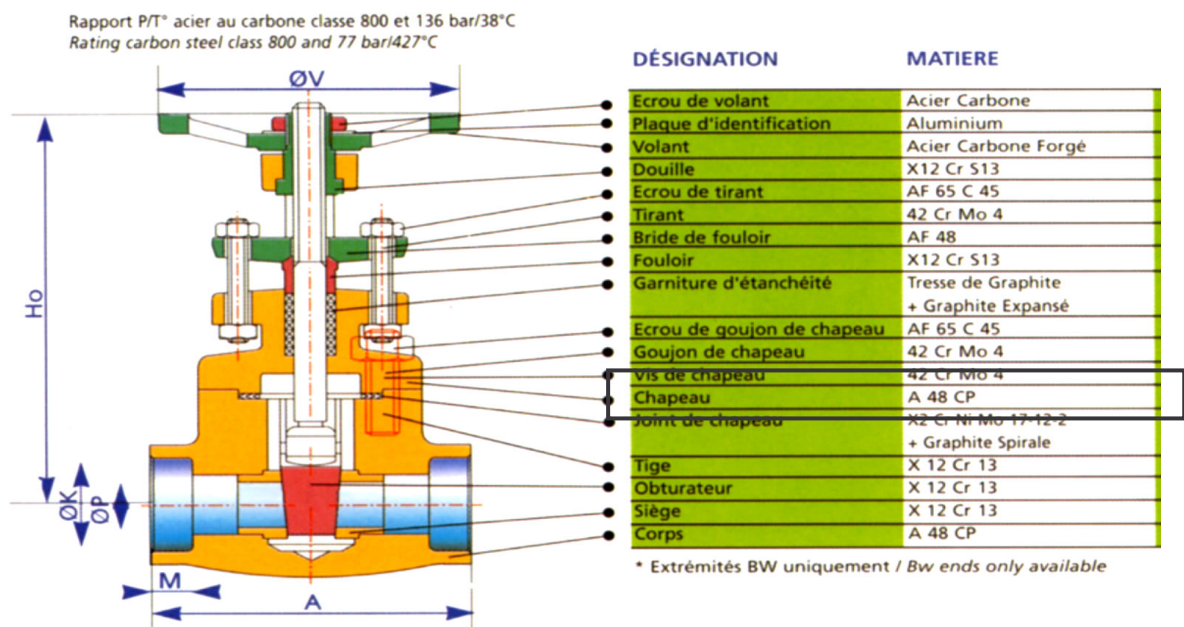 Rapport P/T° acier au carbone classe 800 et 136 bar/38°C
Rating carbon steel class 800 and 77 bar/427°C
DÉSIGNATION MATIERE
ØV
Ecrou de volant Acier Carbone
Plaque d'identification Aluminium
Volant Acier Carbone Forgé
Douille X12 Cr S13
Ecrou de tirant AF 65 C 45
Tirant 42 Cr Mo 4
Bride de fouloir AF 48
Fouloir X12 Cr S13
Garniture d'étanchéité Tresse de Graphite
+ Graphite Expansé
Ho
Ecrou de goujon de chapeau AF 65 C 45
Goujon de chapeau 42 Cr Mo 4
Vis de chapeau 42 Cr Mo 4
Chapeau A 48 CP
Joint de chapeau X2 Cr Ni Mo 17-12-2
+ Graphite Spirale
Tige X 12 Cr 13
Obturateur X 12 Cr 13
Siège X 12 Cr 13
Corps A 48 CP
ØK
ØP
* Extrémités BW uniquement / Bw ends only available
M
A